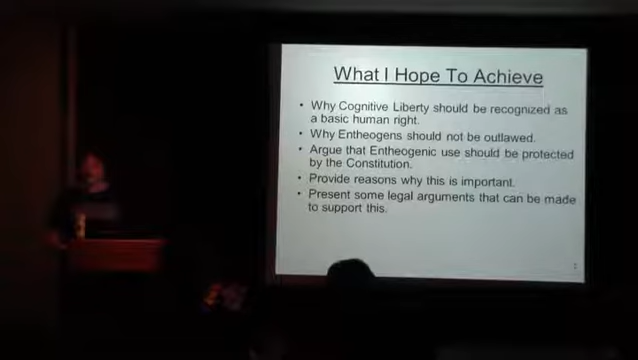 What I Hope To Achieve
• Why Cognitive Liberty should be recognized as
a basic human right.
• Why Entheogens should not be outlawed.
• Argue that Entheogenic use should be protected
by the Constitution.
• Provide reasons why this is important.
• Present some legal arguments that can be made
to support this.